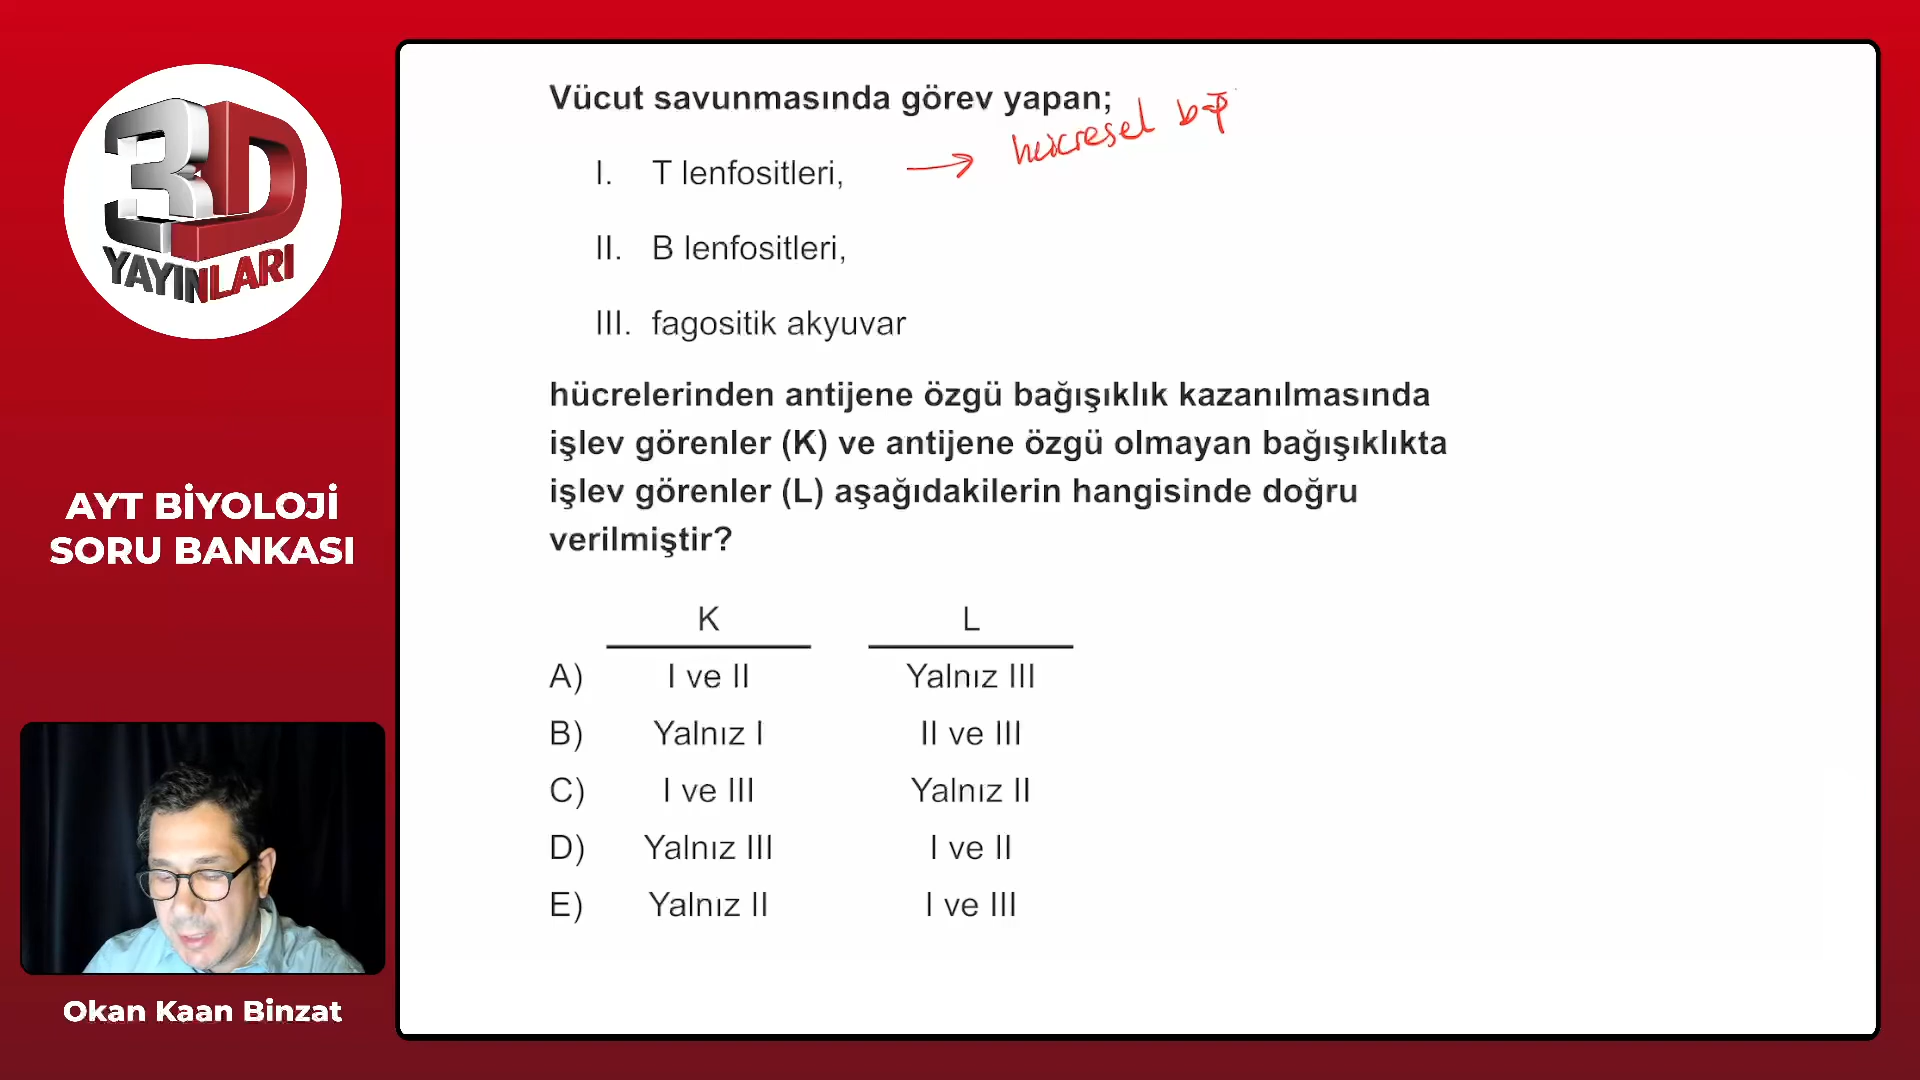 3D
YAYINLARI
AYT BİYOLOJİ
SORU BANKASI
Okan Kaan Binzat
Vücut savunmasında görev yapan;
I. T lenfositleri, → hücresel bağ
II. B lenfositleri,
III. fagositik akyuvar
hücrelerinden antijene özgü bağışıklık kazanılmasında
işlev görenler (K) ve antijene özgü olmayan bağışıklıkta
işlev görenler (L) aşağıdakilerin hangisinde doğru
verilmiştir?
K L
A) I ve II Yalnız III
B) Yalnız I II ve III
C) I ve III Yalnız II
D) Yalnız III I ve II
E) Yalnız II I ve III